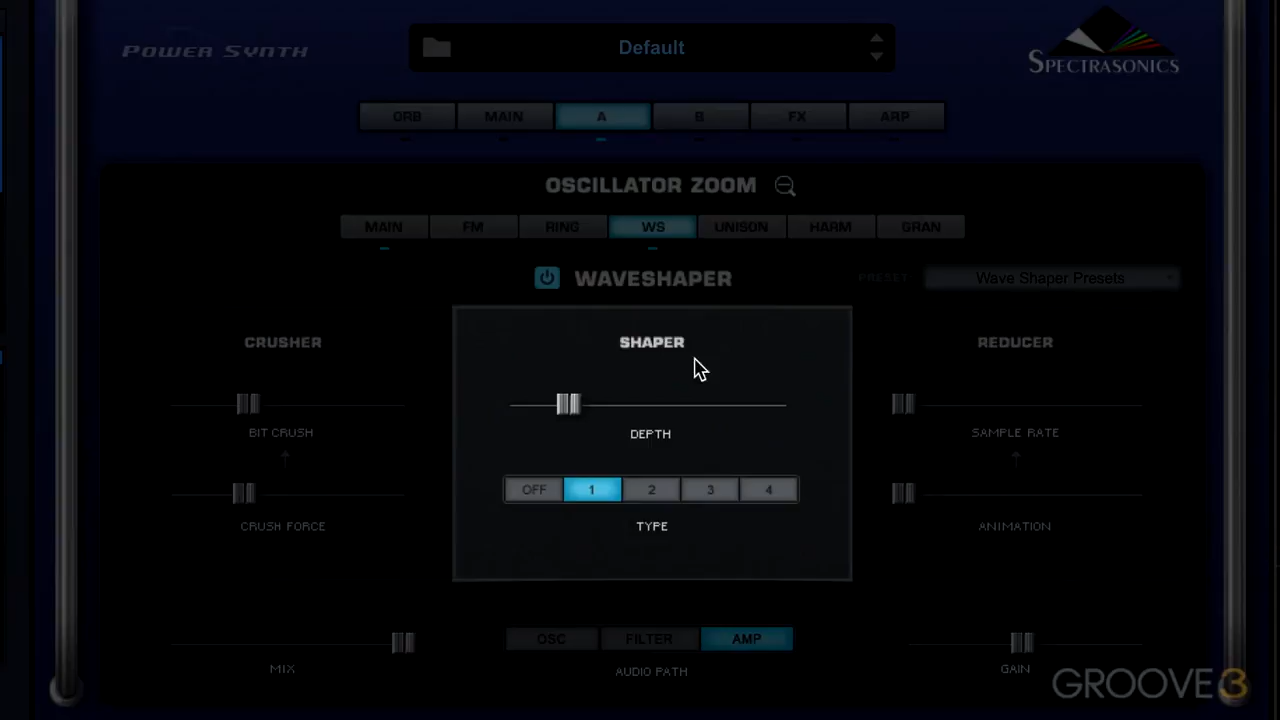 POWER SYNTH
Default
SPECTRASONICS
ORB MAIN A B FX ARP
OSCILLATOR ZOOM
MAIN FM RING WS UNISON HARM GRAN
WAVESHAPER
PRESET Wave Shaper Presets
CRUSHER
SHAPER
REDUCER
BIT CRUSH
DEPTH
SAMPLE RATE
OFF 1 2 3 4
CRUSH FORCE
TYPE
ANIMATION
OSC FILTER AMP
MIX
AUDIO PATH
GAIN
GROOVE3